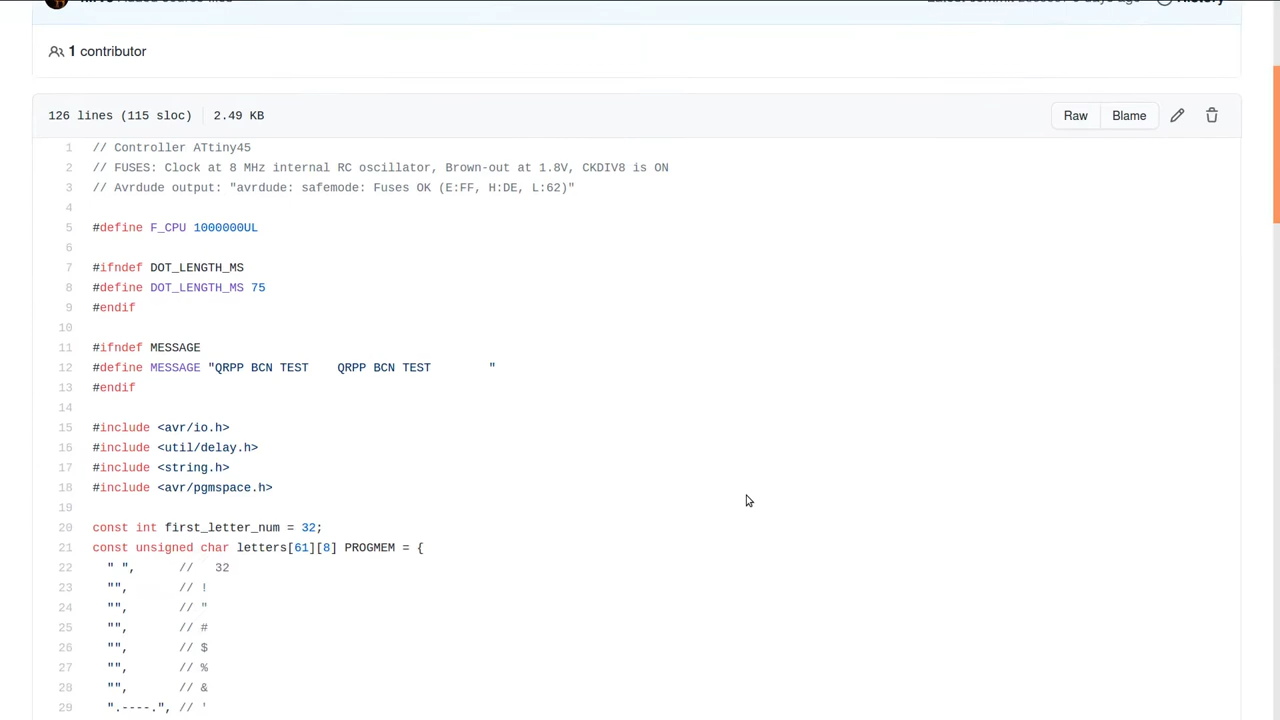 1 contributor
126 lines (115 sloc) 2.49 KB Raw Blame
1 // Controller ATtiny45
2 // FUSES: Clock at 8 MHz internal RC oscillator, Brown-out at 1.8V, CKDIV8 is ON
3 // Avrdude output: "avrdude: safemode: Fuses OK (E:FF, H:DE, L:62)"
4
5 #define F_CPU 1000000UL
6
7 #ifndef DOT_LENGTH_MS
8 #define DOT_LENGTH_MS 75
9 #endif
10
11 #ifndef MESSAGE
12 #define MESSAGE "QRPP BCN TEST    QRPP BCN TEST        "
13 #endif
14
15 #include <avr/io.h>
16 #include <util/delay.h>
17 #include <string.h>
18 #include <avr/pgmspace.h>
19
20 const int first_letter_num = 32;
21 const unsigned char letters[61][8] PROGMEM = {
22   " ",      //   32
23   "",       // !
24   "",       // "
25   "",       // #
26   "",       // $
27   "",       // %
28   "",       // &
29   ".----.", // '